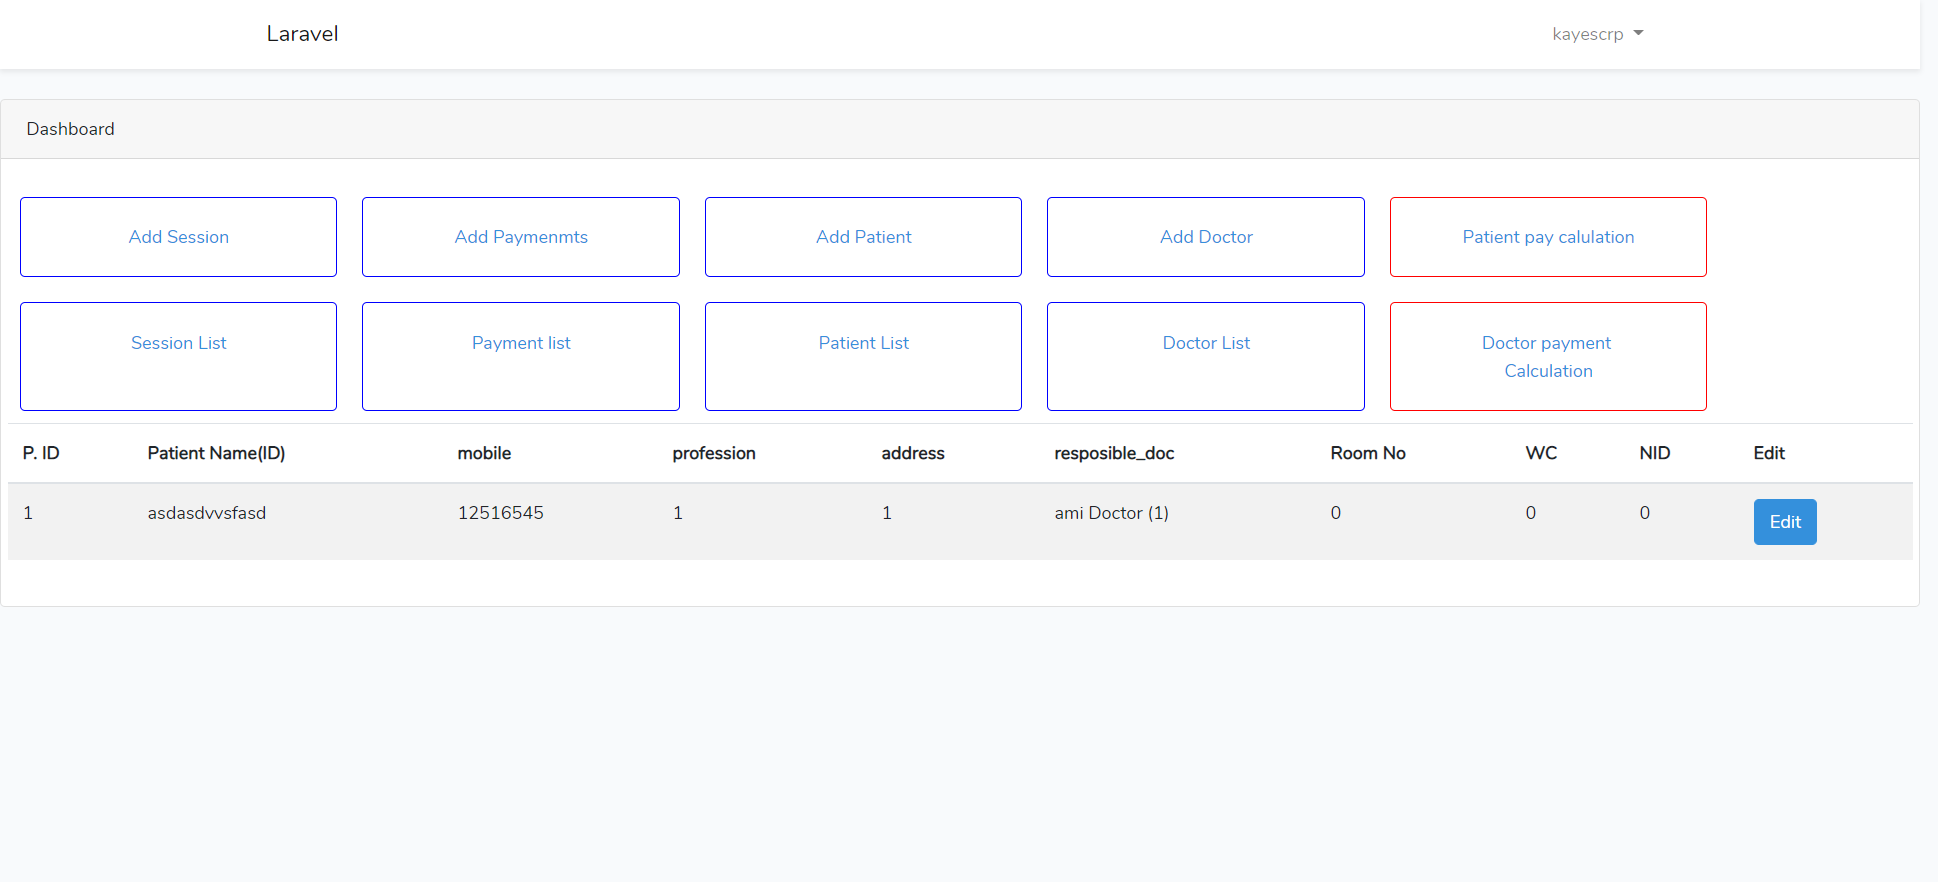 Laravel
kayescrp
Dashboard
Add Session
Add Paymenmts
Add Patient
Add Doctor
Patient pay calulation
Session List
Payment list
Patient List
Doctor List
Doctor payment
Calculation
P. ID Patient Name(ID) mobile profession address resposible_doc Room No WC NID Edit
1 asdasdvvsfasd 12516545 1 1 ami Doctor (1) 0 0 0 Edit